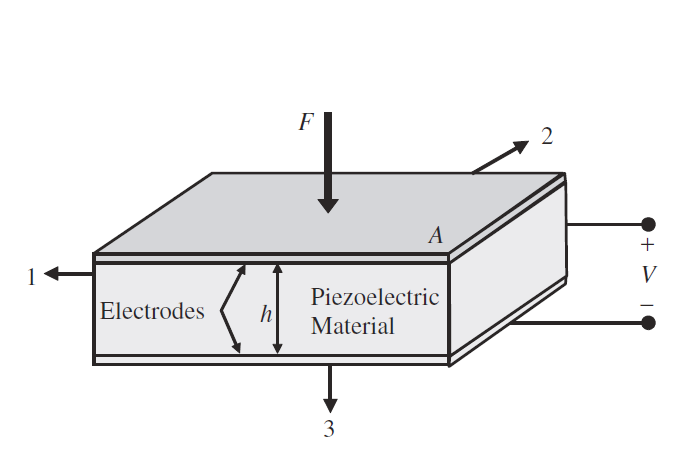 F
2
A
+
1
V
Electrodes
h
Piezoelectric
Material
−
3